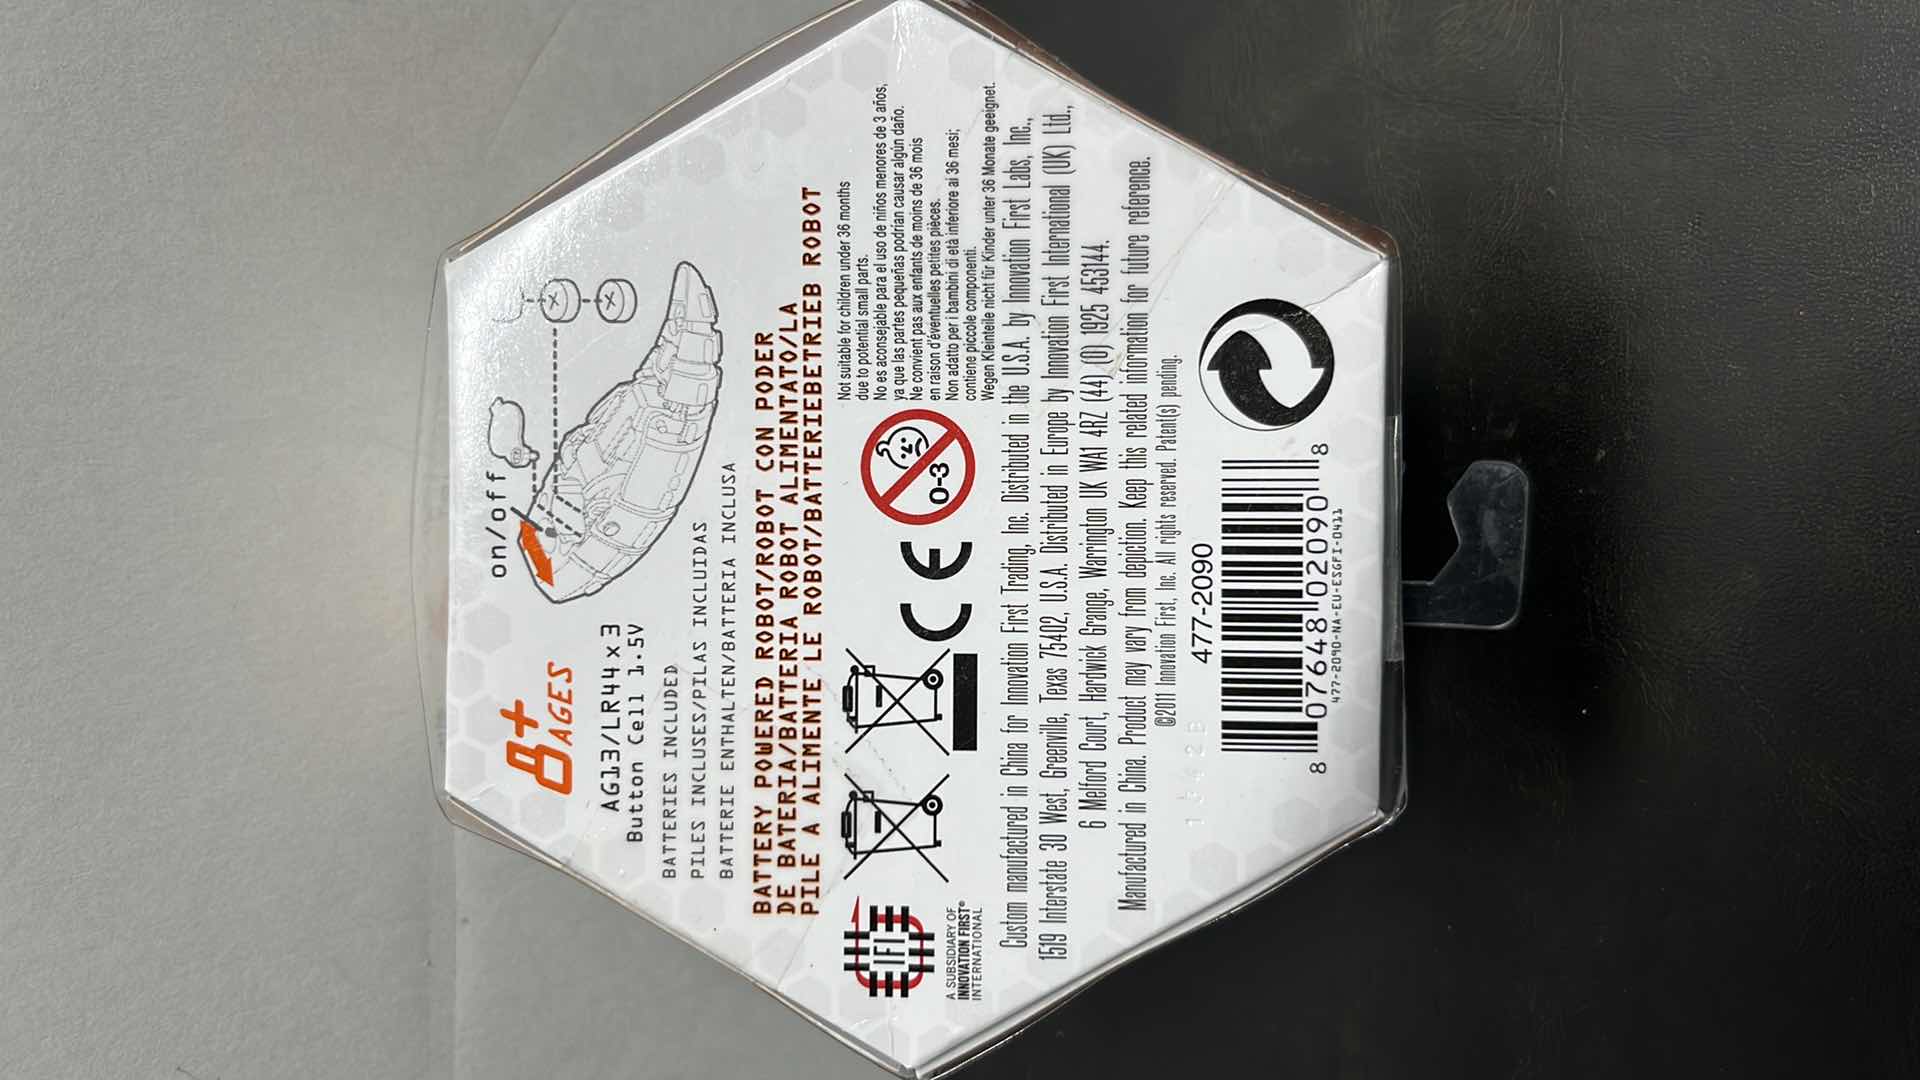 on/off
8+
AGES
AG13/LR44 x 3
Button Cell 1.5V
BATTERIES INCLUDED
PILES INCLUSES/PILAS INCLUIDAS
BATTERIE ENTHALTEN/BATTERIA INCLUSA
BATTERY POWERED ROBOT/ROBOT CON PODER
DE BATERIA/BATTERIA ROBOT ALIMENTATO/LA
PILE A ALIMENTE LE ROBOT/BATTERIEBETRIEB ROBOT
IFI
A SUBSIDIARY OF
INNOVATION FIRST®
INTERNATIONAL
CE
0-3
Not suitable for children under 36 months
due to potential small parts.
No es aconsejable para el uso de niños menores de 3 años,
ya que las partes pequeñas podrían causar algún daño.
Ne convient pas aux enfants de moins de 36 mois
en raison d'éventuelles petites pièces.
Non adatto per i bambini di età inferiore ai 36 mesi;
contiene piccole componenti.
Wegen Kleinteile nicht für Kinder unter 36 Monate geeignet.
Custom manufactured in China for Innovation First Trading, Inc. Distributed in the U.S.A. by Innovation First Labs, Inc.,
1519 Interstate 30 West, Greenville, Texas 75402, U.S.A. Distributed in Europe by Innovation First International (UK) Ltd.,
6 Melford Court, Hardwick Grange, Warrington UK WA1 4RZ (44) (0) 1925 453144.
Manufactured in China. Product may vary from depiction. Keep this related information for future reference.
©2011 Innovation First, Inc. All rights reserved. Patent(s) pending.
477-2090
8 07648 02090 8
477-2090-NA-EU-ESGFI-0411